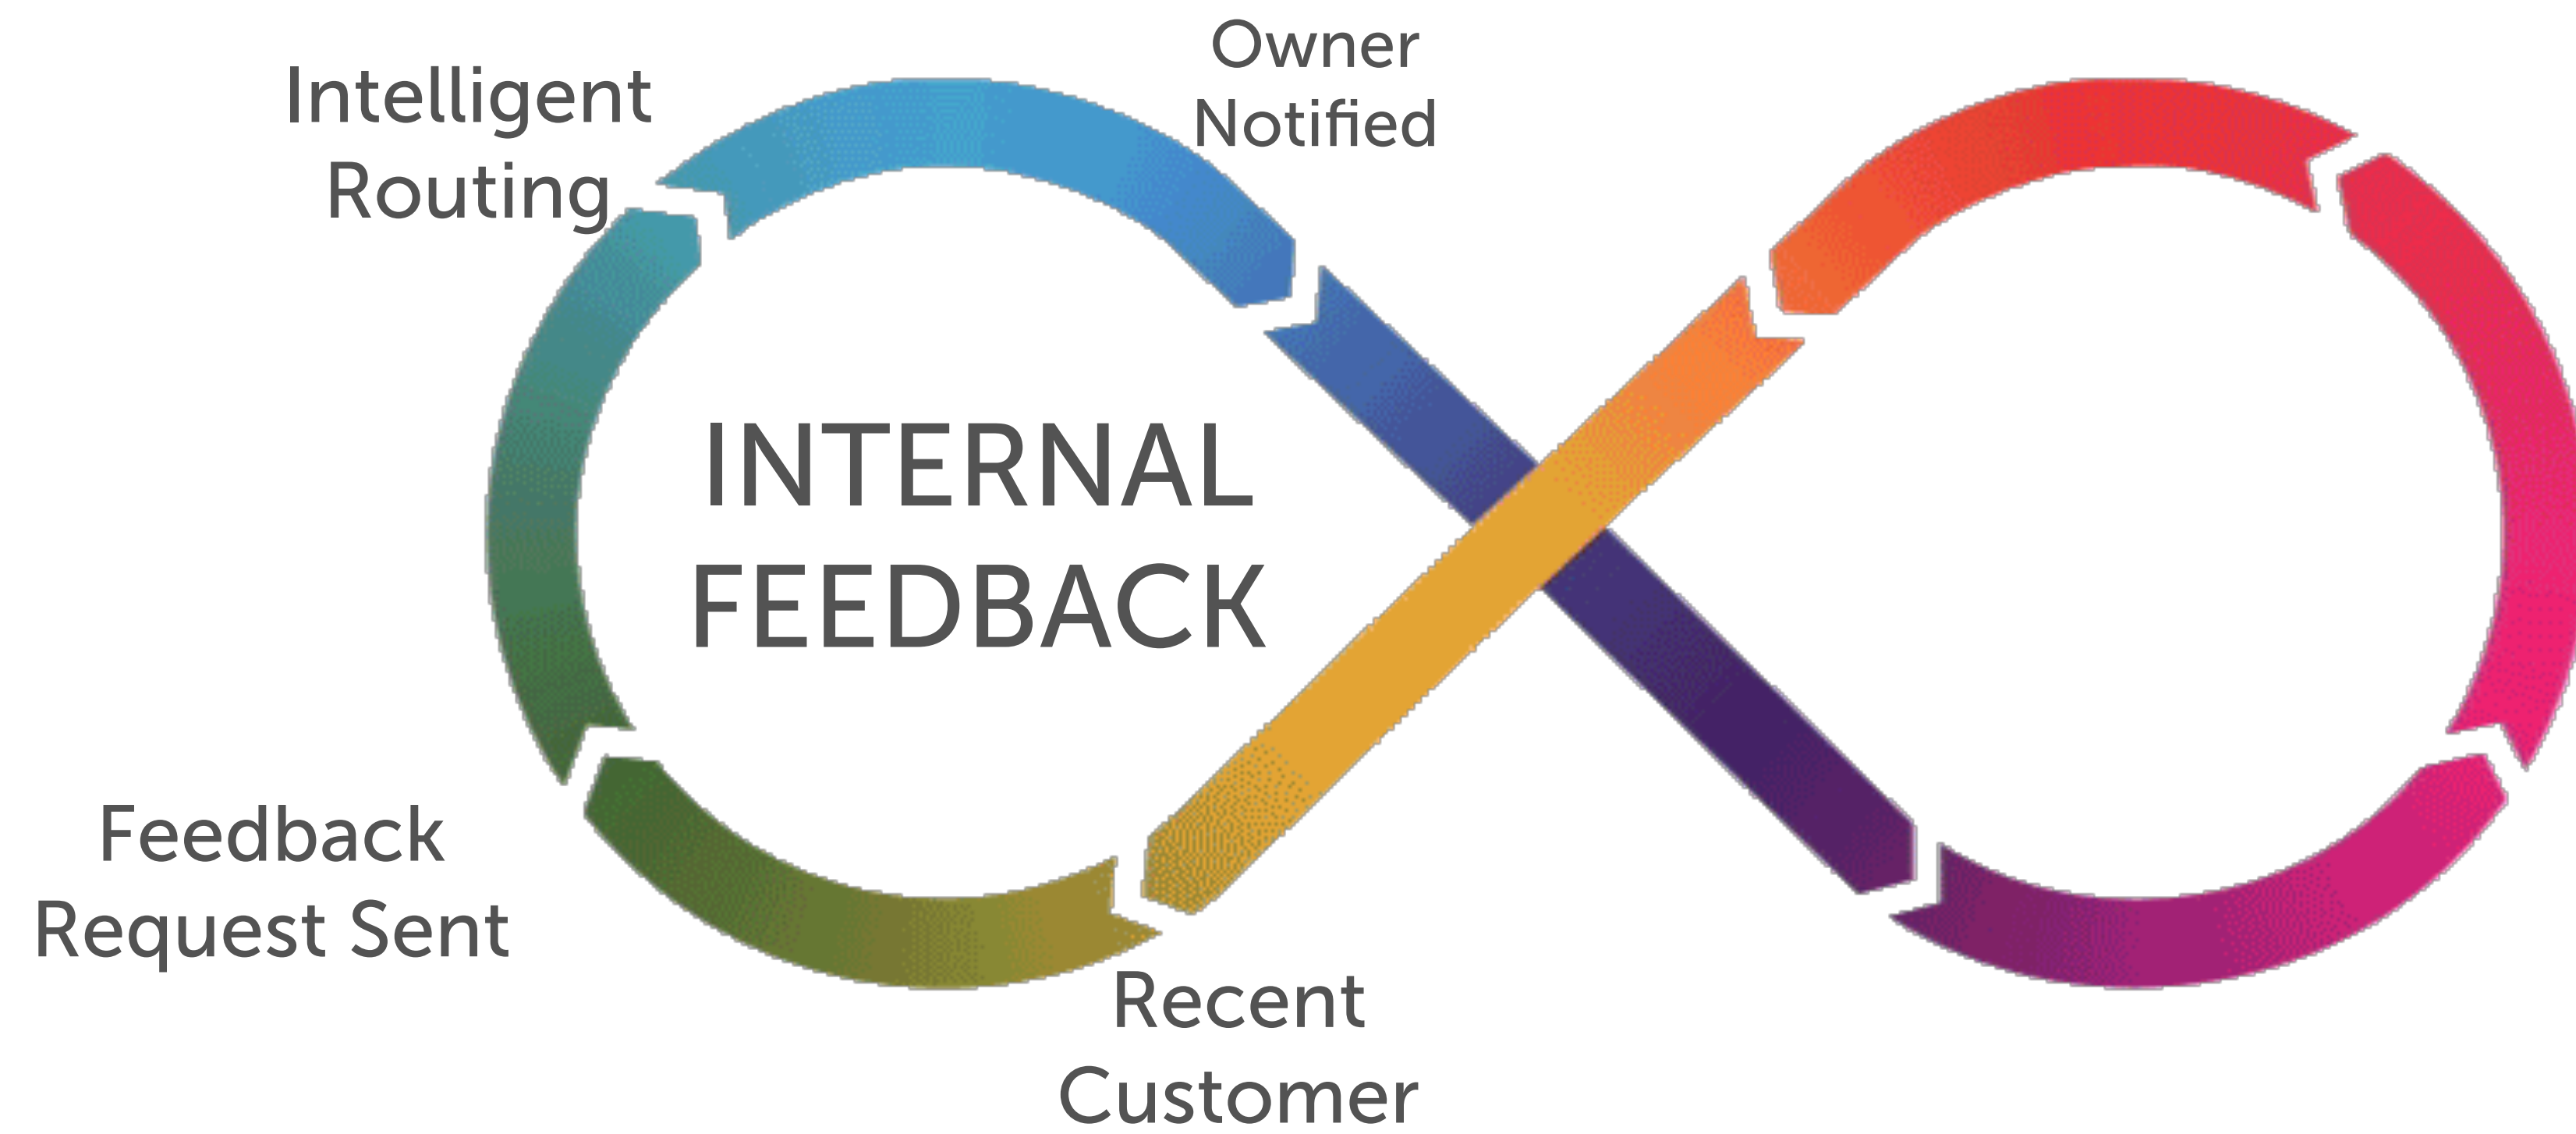 Owner
Notified
Intelligent
Routing
INTERNAL
FEEDBACK
Feedback
Request Sent
Recent
Customer